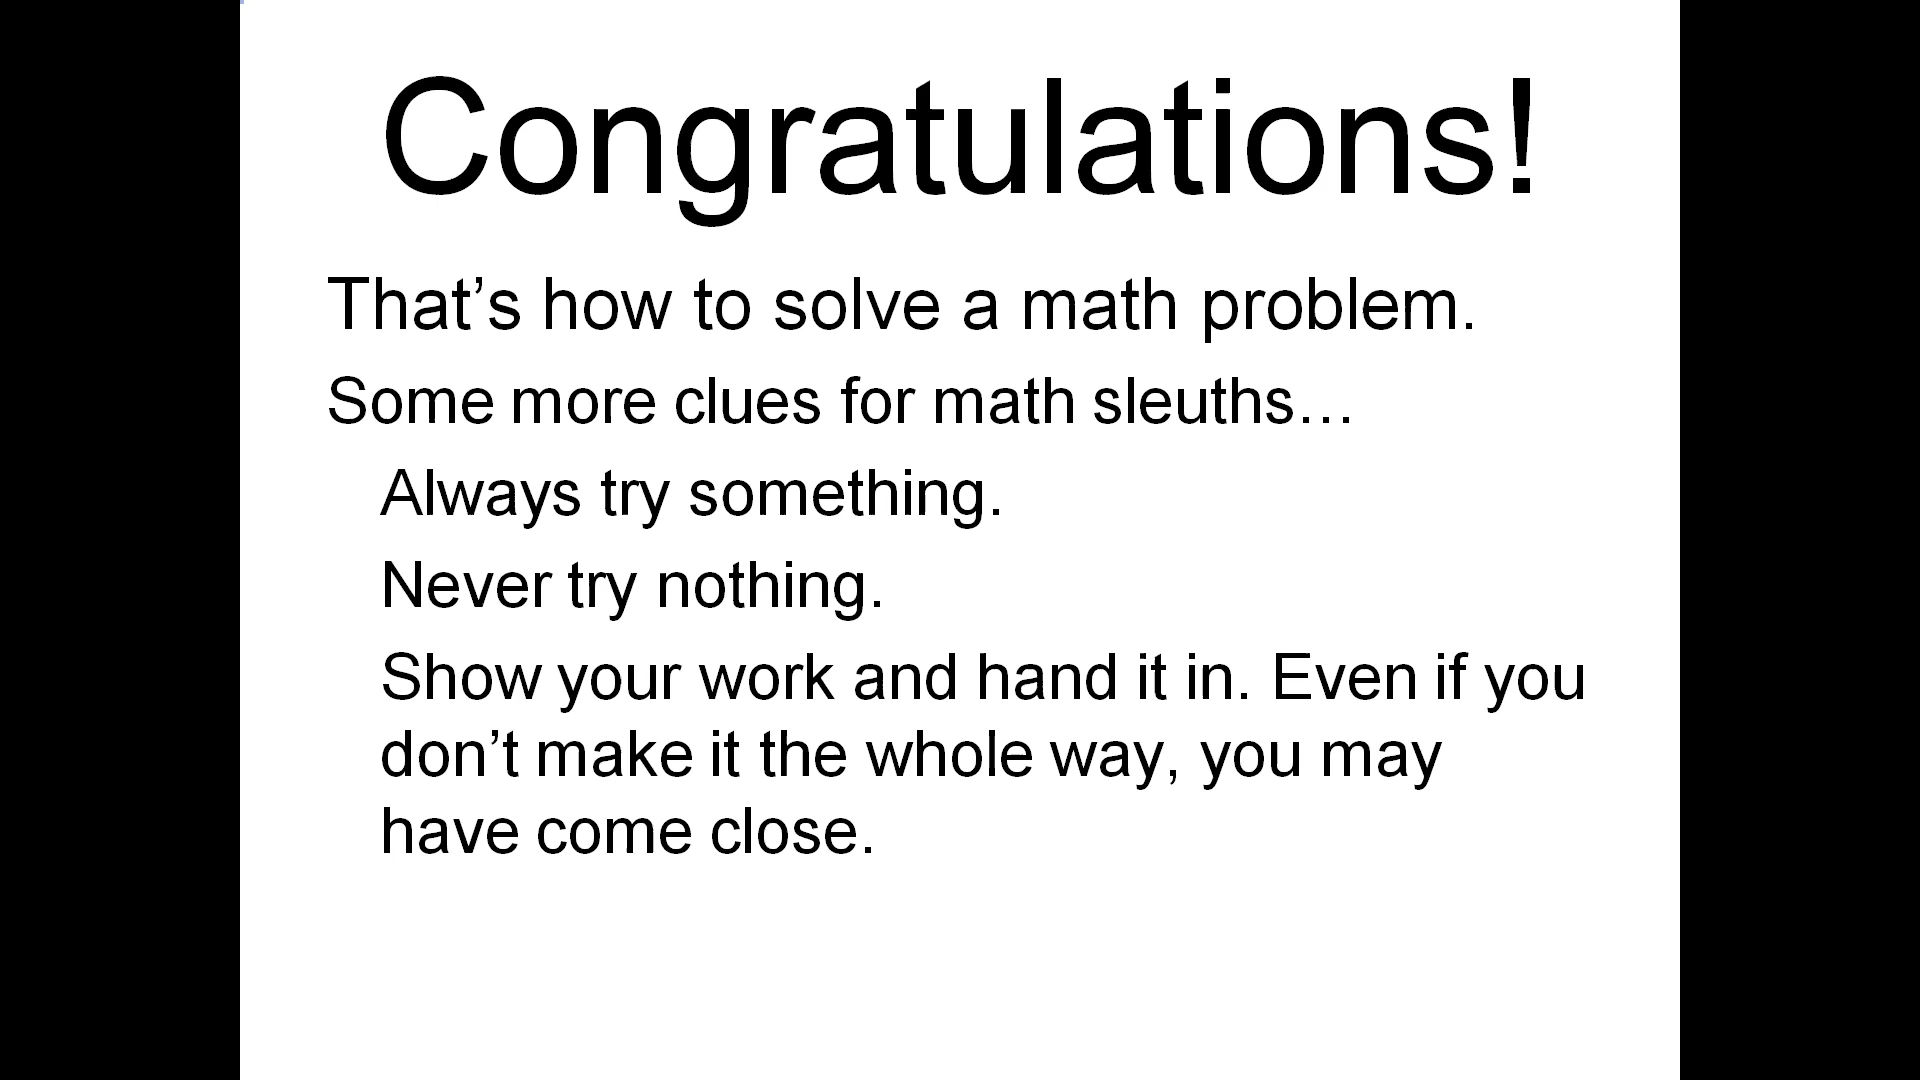 Congratulations!
That’s how to solve a math problem.
Some more clues for math sleuths…
Always try something.
Never try nothing.
Show your work and hand it in. Even if you
don’t make it the whole way, you may
have come close.